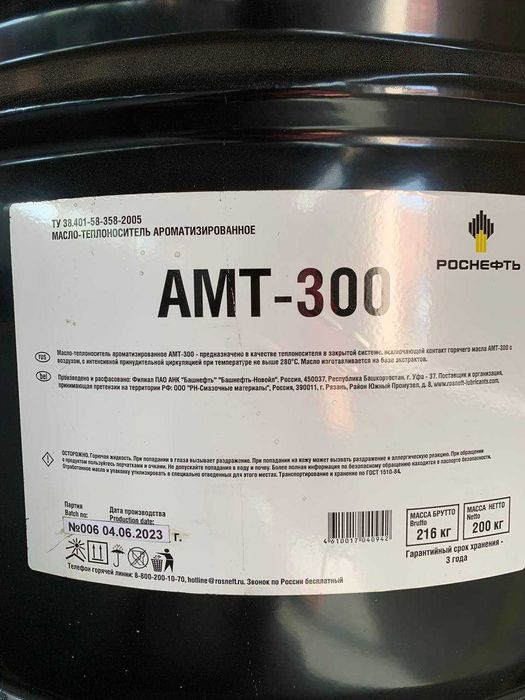 ТУ 38.401-58-358-2005
МАСЛО-ТЕПЛОНОСИТЕЛЬ АРОМАТИЗИРОВАННОЕ
РОСНЕФТЬ
АМТ-300
rus
Масло-теплоноситель ароматизированное АМТ-300 - предназначено в качестве теплоносителя в закрытой системе, исключающей контакт горячего масла АМТ-300 с
воздухом, с интенсивной принудительной циркуляцией при температуре не выше 280°С. Масло изготавливается на базе экстрактов.
bel
Произведено и расфасовано: Филиал ПАО АНК "Башнефть" "Башнефть-Новойл", Россия, 450037, Республика Башкортостан, г. Уфа - 37. Поставщик и организация,
принимающая претензии на территории РФ: ООО "РН-Смазочные материалы", Россия, 390011, г. Рязань, Район Южный Промузел, д. 8, www.rosneft-lubricants.com.
ОСТОРОЖНО. Горючая жидкость. При попадании в глаза вызывает раздражение. При попадании на кожу может вызвать раздражение и аллергическую реакцию. При обращении
с продуктом пользуйтесь перчатками и очками. Не допускайте попадания в воду и почву. Более полная информация по безопасному обращению находится в паспорте безопасности.
Отработанное масло и упаковку утилизировать в специально отведенных для этого местах. Транспортирование и хранение по ГОСТ 1510-84.
Партия
Batch no:
Дата производства
Production date:
№006 04.06.2023 г.
4610017040942
МАССА БРУТТО
Brutto
216 кг
МАССА НЕТТО
Netto
200 кг
Гарантийный срок хранения -
3 года
Телефон горячей линии: 8-800-200-10-70, hotline@rosneft.ru. Звонок по России бесплатный